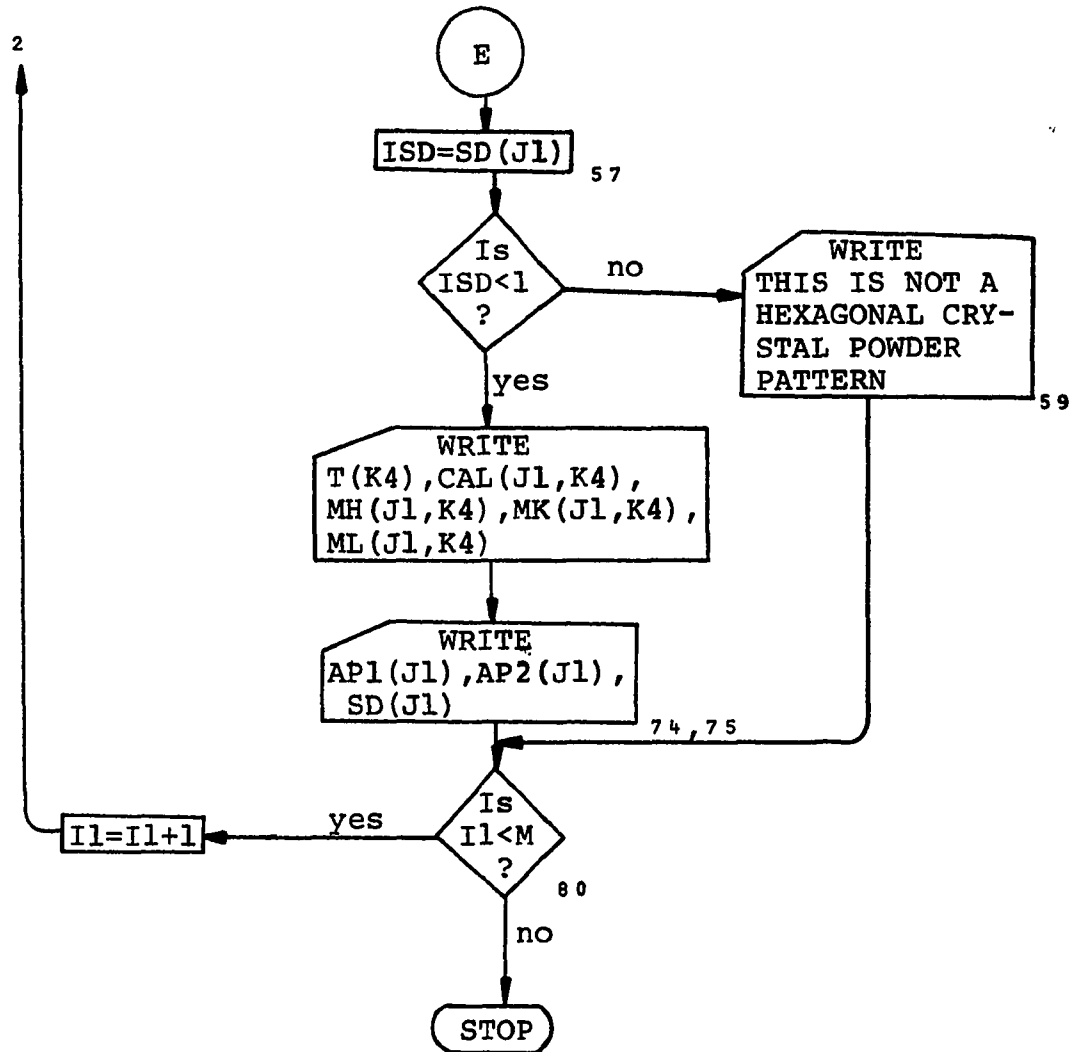 2
E
ISD=SD(J1)
57
Is
ISD<1
?
no
yes
WRITE
THIS IS NOT A
HEXAGONAL CRY-
STAL POWDER
PATTERN
59
WRITE
T(K4),CAL(J1,K4),
MH(J1,K4),MK(J1,K4),
ML(J1,K4)
WRITE
AP1(J1),AP2(J1),
SD(J1)
74,75
Is
I1<M
?
80
yes
I1=I1+1
no
STOP